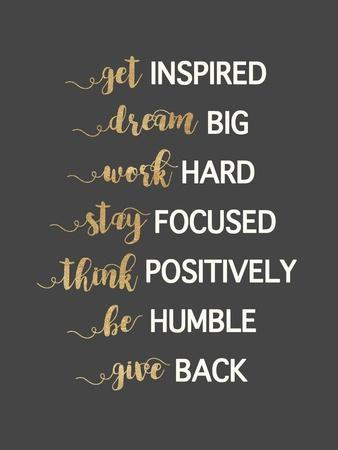 get INSPIRED
dream BIG
work HARD
stay FOCUSED
think POSITIVELY
be HUMBLE
give BACK